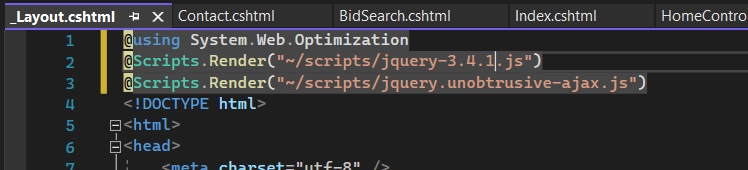 _Layout.cshtml Contact.cshtml BidSearch.cshtml Index.cshtml HomeContro
1 @using System.Web.Optimization
2 @Scripts.Render("~/scripts/jquery-3.4.1.js")
3 @Scripts.Render("~/scripts/jquery.unobtrusive-ajax.js")
4 <!DOCTYPE html>
5 <html>
6 <head>
7 <meta charset="utf-8" />